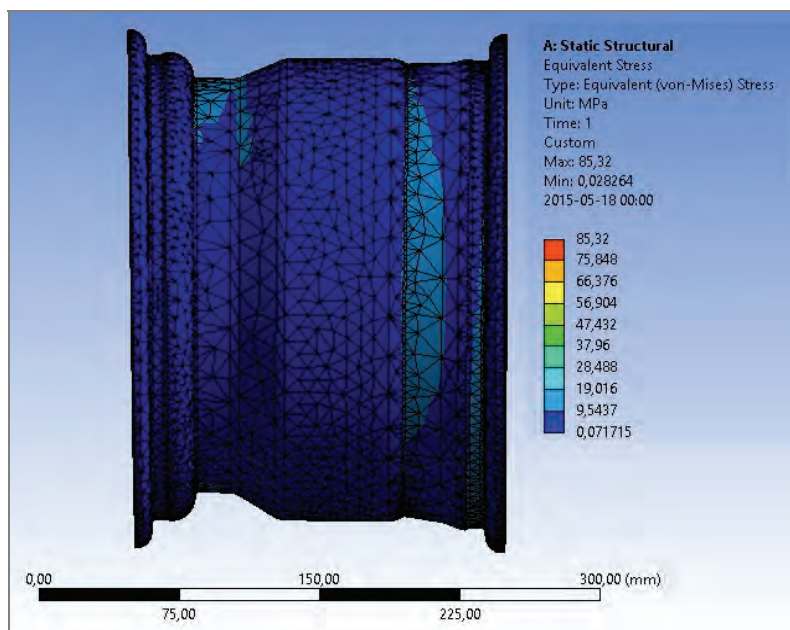 A: Static Structural
Equivalent Stress
Type: Equivalent (von-Mises) Stress
Unit: MPa
Time: 1
Custom
Max: 85,32
Min: 0,028264
2015-05-18 00:00
85,32
75,848
66,376
56,904
47,432
37,96
28,488
19,016
9,5437
0,071715
0,00 150,00 300,00 (mm)
75,00 225,00